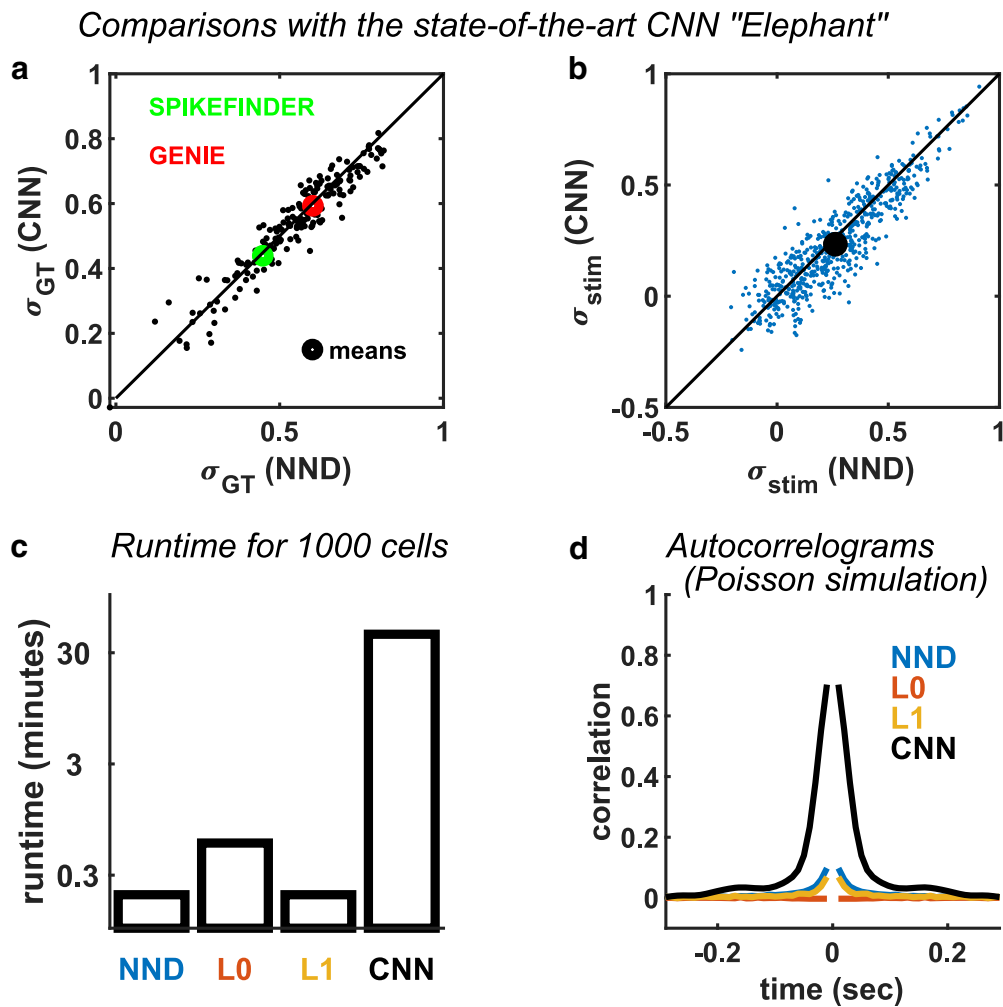 Comparisons with the state-of-the-art CNN "Elephant"
a
1
0.8
0.6
0.4
0.2
0
σGT (CNN)
SPIKEFINDER
GENIE
means
0
0.5
1
σGT (NND)
b
1
0.5
0
-0.5
σstim (CNN)
-0.5
0
0.5
1
σstim (NND)
c
Runtime for 1000 cells
runtime (minutes)
30
3
0.3
NND
L0
L1
CNN
d
Autocorrelograms
(Poisson simulation)
correlation
1
0.8
0.6
0.4
0.2
0
NND
L0
L1
CNN
-0.2
0
0.2
time (sec)